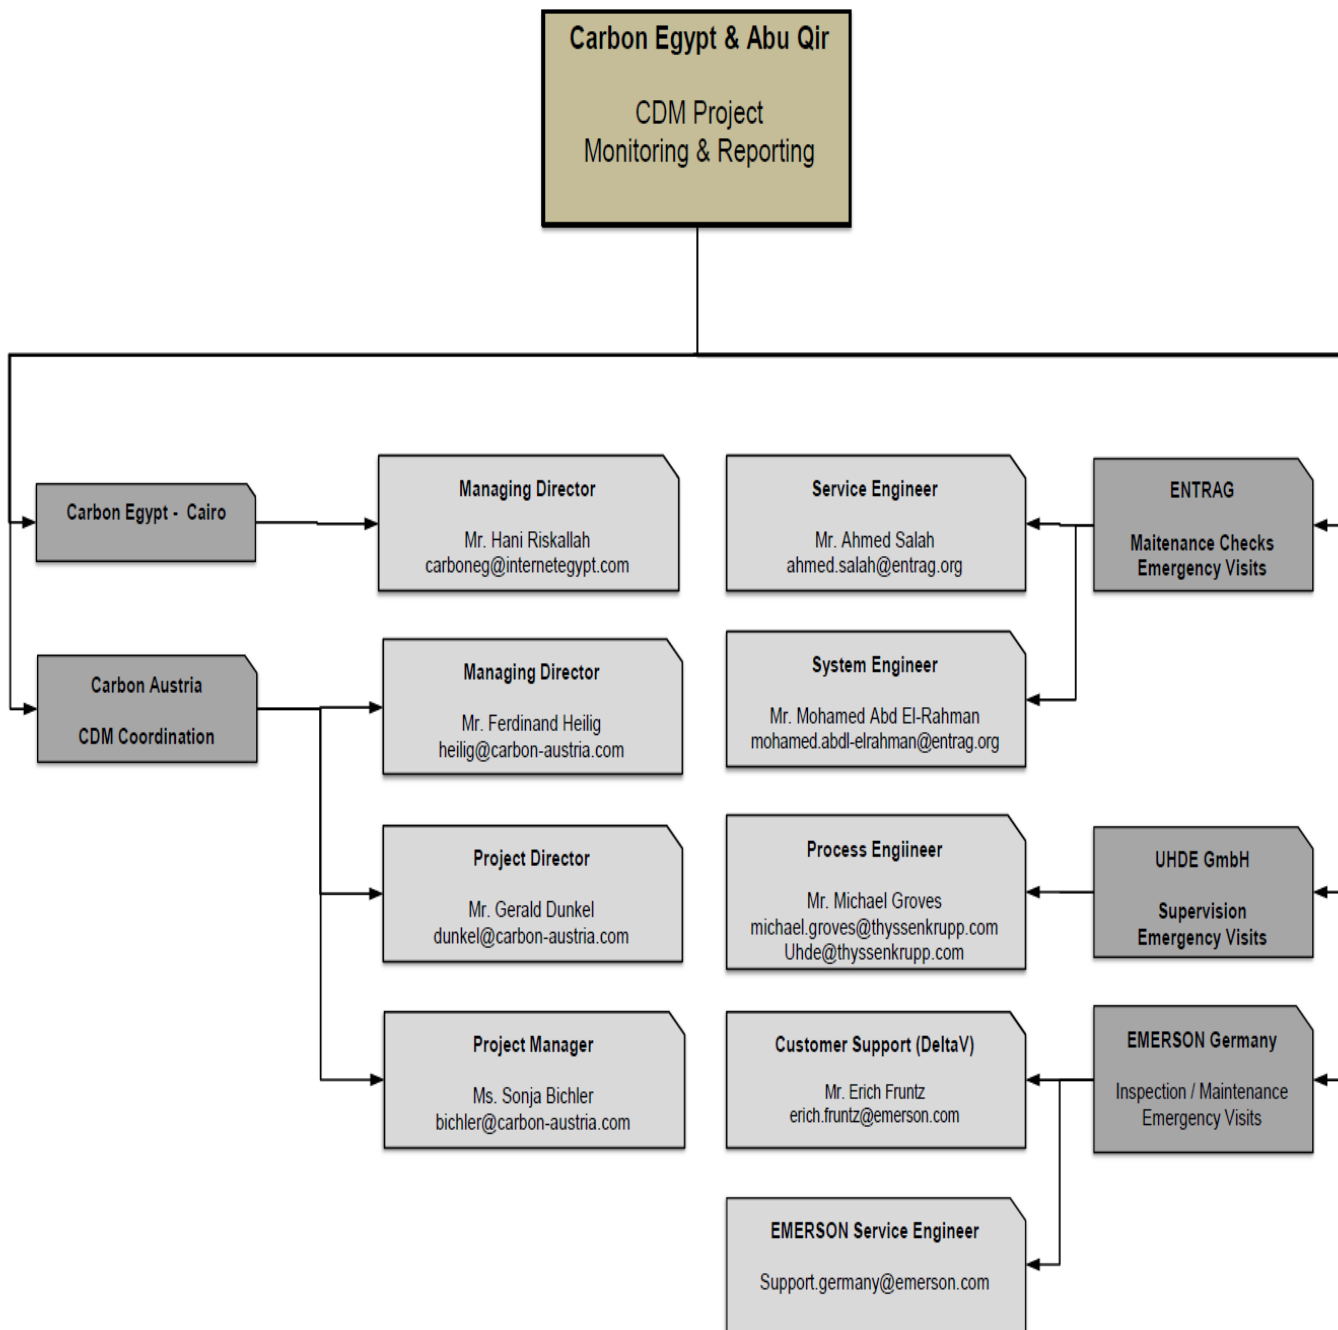 Carbon Egypt & Abu Qir
CDM Project
Monitoring & Reporting
Carbon Egypt - Cairo
Managing Director
Mr. Hani Riskallah
carboneg@internetegypt.com
Service Engineer
Mr. Ahmed Salah
ahmed.salah@entrag.org
ENTRAG
Maitenance Checks
Emergency Visits
Carbon Austria
CDM Coordination
Managing Director
Mr. Ferdinand Heilig
heilig@carbon-austria.com
System Engineer
Mr. Mohamed Abd El-Rahman
mohamed.abdl-elrahman@entrag.org
Project Director
Mr. Gerald Dunkel
dunkel@carbon-austria.com
Process Engiineer
Mr. Michael Groves
michael.groves@thyssenkrupp.com
Uhde@thyssenkrupp.com
UHDE GmbH
Supervision
Emergency Visits
Project Manager
Ms. Sonja Bichler
bichler@carbon-austria.com
Customer Support (DeltaV)
Mr. Erich Fruntz
erich.fruntz@emerson.com
EMERSON Germany
Inspection / Maintenance
Emergency Visits
EMERSON Service Engineer
Support.germany@emerson.com